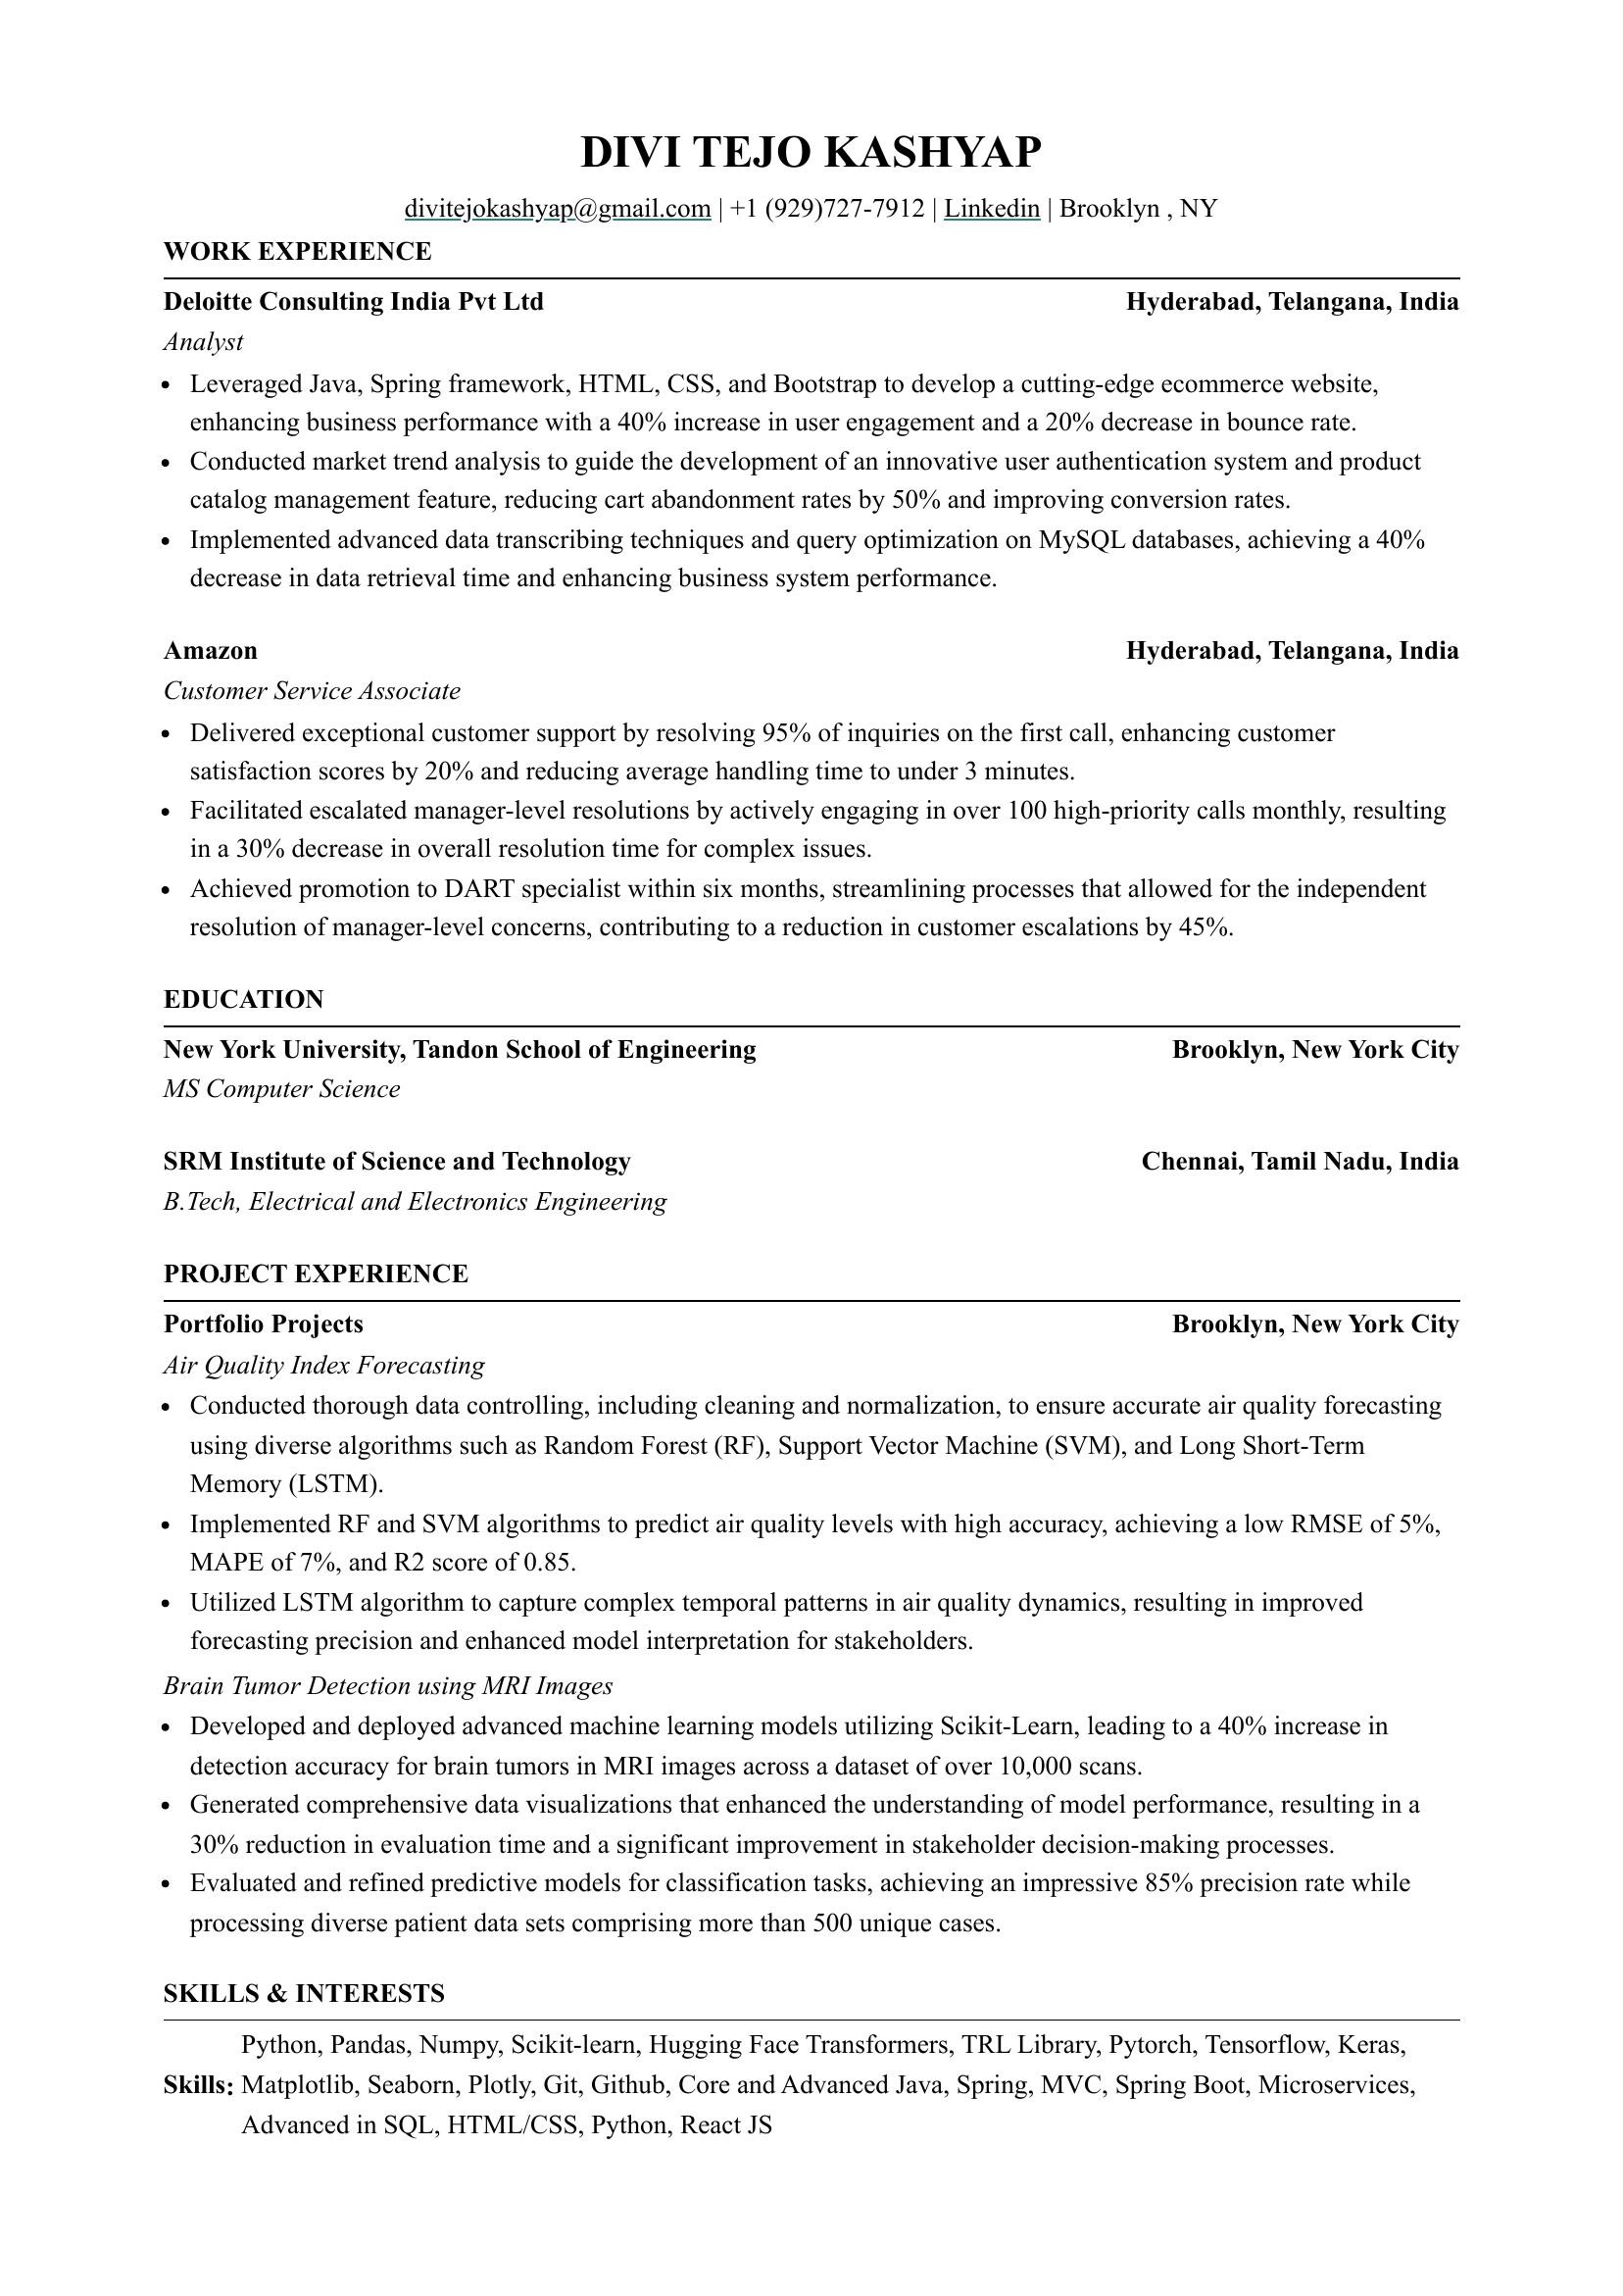 DIVI TEJO KASHYAP
divitejokashyap@gmail.com | +1 (929)727-7912 | Linkedin | Brooklyn , NY
WORK EXPERIENCE
Deloitte Consulting India Pvt Ltd Hyderabad, Telangana, India
Analyst
• Leveraged Java, Spring framework, HTML, CSS, and Bootstrap to develop a cutting-edge ecommerce website,
enhancing business performance with a 40% increase in user engagement and a 20% decrease in bounce rate.
• Conducted market trend analysis to guide the development of an innovative user authentication system and product
catalog management feature, reducing cart abandonment rates by 50% and improving conversion rates.
• Implemented advanced data transcribing techniques and query optimization on MySQL databases, achieving a 40%
decrease in data retrieval time and enhancing business system performance.
Amazon Hyderabad, Telangana, India
Customer Service Associate
• Delivered exceptional customer support by resolving 95% of inquiries on the first call, enhancing customer
satisfaction scores by 20% and reducing average handling time to under 3 minutes.
• Facilitated escalated manager-level resolutions by actively engaging in over 100 high-priority calls monthly, resulting
in a 30% decrease in overall resolution time for complex issues.
• Achieved promotion to DART specialist within six months, streamlining processes that allowed for the independent
resolution of manager-level concerns, contributing to a reduction in customer escalations by 45%.
EDUCATION
New York University, Tandon School of Engineering Brooklyn, New York City
MS Computer Science
SRM Institute of Science and Technology Chennai, Tamil Nadu, India
B.Tech, Electrical and Electronics Engineering
PROJECT EXPERIENCE
Portfolio Projects Brooklyn, New York City
Air Quality Index Forecasting
• Conducted thorough data controlling, including cleaning and normalization, to ensure accurate air quality forecasting
using diverse algorithms such as Random Forest (RF), Support Vector Machine (SVM), and Long Short-Term
Memory (LSTM).
• Implemented RF and SVM algorithms to predict air quality levels with high accuracy, achieving a low RMSE of 5%,
MAPE of 7%, and R2 score of 0.85.
• Utilized LSTM algorithm to capture complex temporal patterns in air quality dynamics, resulting in improved
forecasting precision and enhanced model interpretation for stakeholders.
Brain Tumor Detection using MRI Images
• Developed and deployed advanced machine learning models utilizing Scikit-Learn, leading to a 40% increase in
detection accuracy for brain tumors in MRI images across a dataset of over 10,000 scans.
• Generated comprehensive data visualizations that enhanced the understanding of model performance, resulting in a
30% reduction in evaluation time and a significant improvement in stakeholder decision-making processes.
• Evaluated and refined predictive models for classification tasks, achieving an impressive 85% precision rate while
processing diverse patient data sets comprising more than 500 unique cases.
SKILLS & INTERESTS
Python, Pandas, Numpy, Scikit-learn, Hugging Face Transformers, TRL Library, Pytorch, Tensorflow, Keras,
Skills: Matplotlib, Seaborn, Plotly, Git, Github, Core and Advanced Java, Spring, MVC, Spring Boot, Microservices,
Advanced in SQL, HTML/CSS, Python, React JS